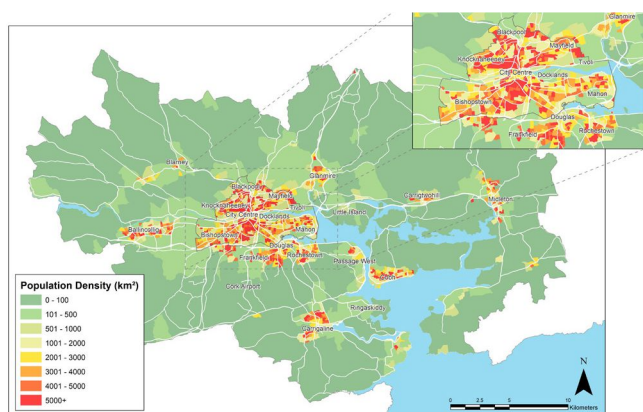 Glanmire
Blackpool
Mayfield
Knocknaheeney
Tivoli
City Centre
Docklands
Bishopstown
Mahon
Douglas
Frankfield
Rochestown
Blarney
Glanmire
Blackpool
Carrigtwohill
Knocknaheeney
Mayfield
Tivoli
Midleton
City Centre
Docklands
Little Island
Ballincollig
Bishopstown
Mahon
Douglas
Frankfield
Rochestown
Passage West
Cobh
Cork Airport
Ringaskiddy
Carrigaline
Population Density (km²)
0 - 100
101 - 500
501 - 1000
1001 - 2000
2001 - 3000
3001 - 4000
4001 - 5000
5000+
N
0 2.5 5 10
Kilometers